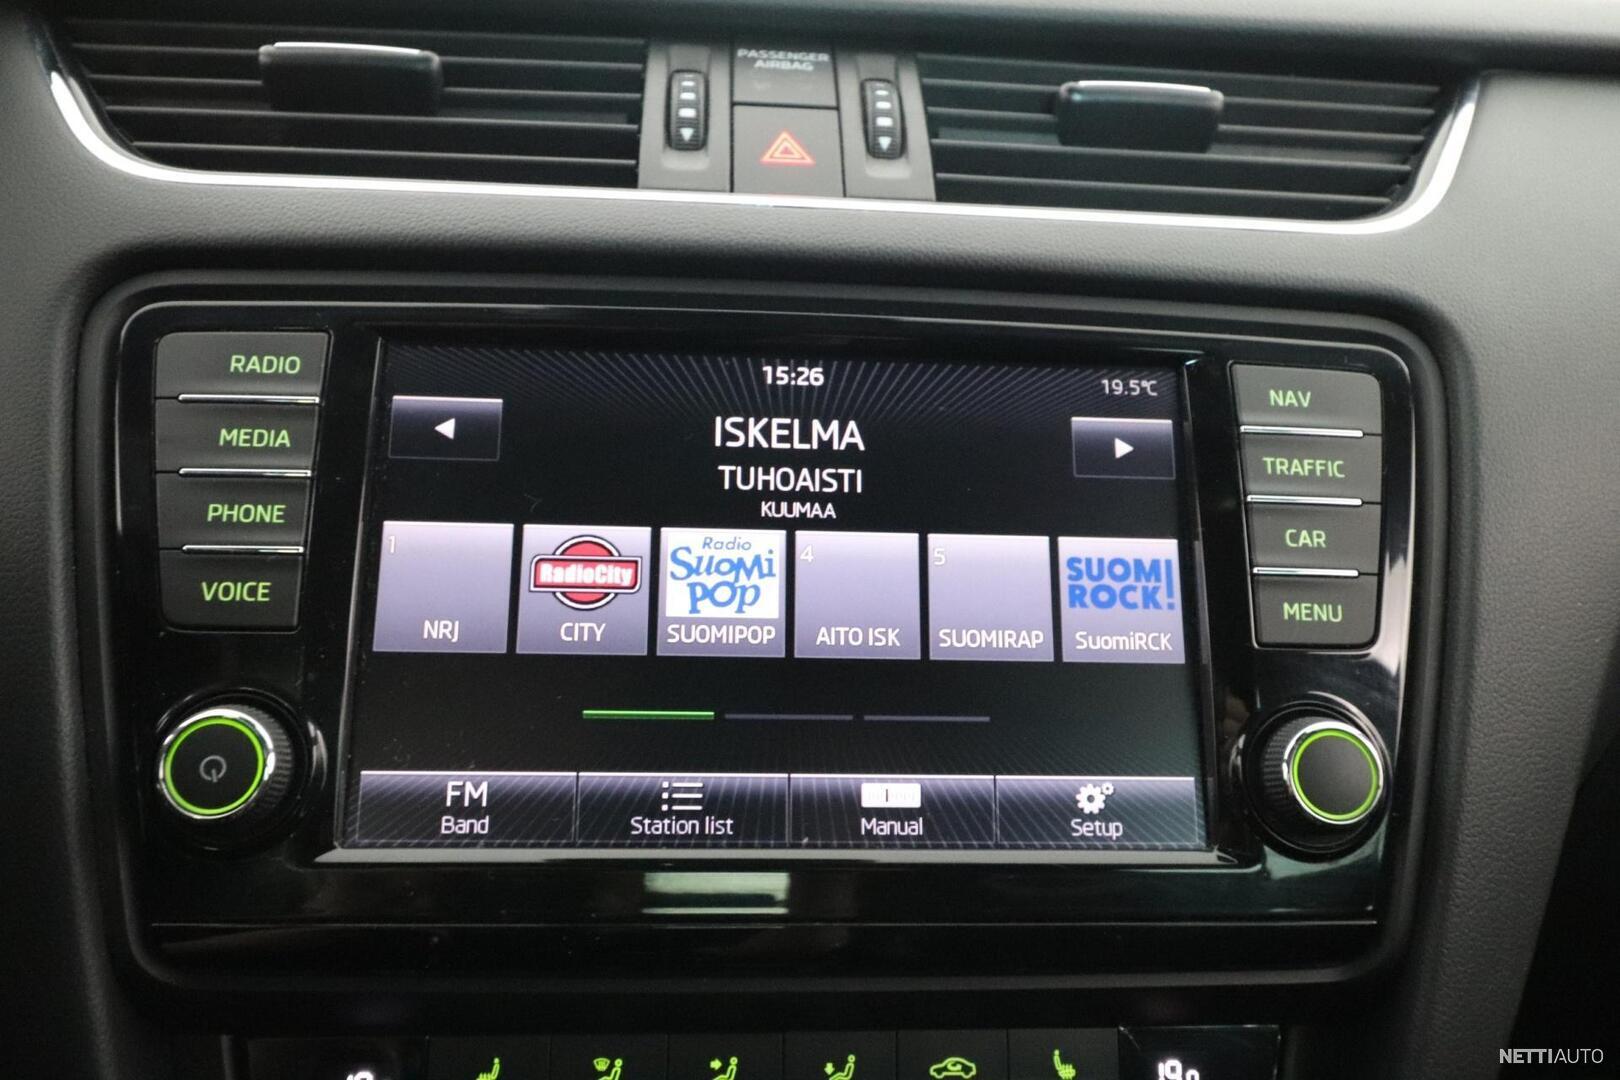 PASSENGER
AIRBAG
RADIO
MEDIA
PHONE
VOICE
15:26
19.5°C
ISKELMA
TUHOAISTI
KUUMAA
1
NRJ
RadioCity
CITY
Radio
SUOMi
POP
SUOMIPOP
4
AITO ISK
5
SUOMIRAP
SUOMI
ROCK!
SuomiRCK
FM
Band
Station list
Manual
Setup
NAV
TRAFFIC
CAR
MENU
NETTIAUTO